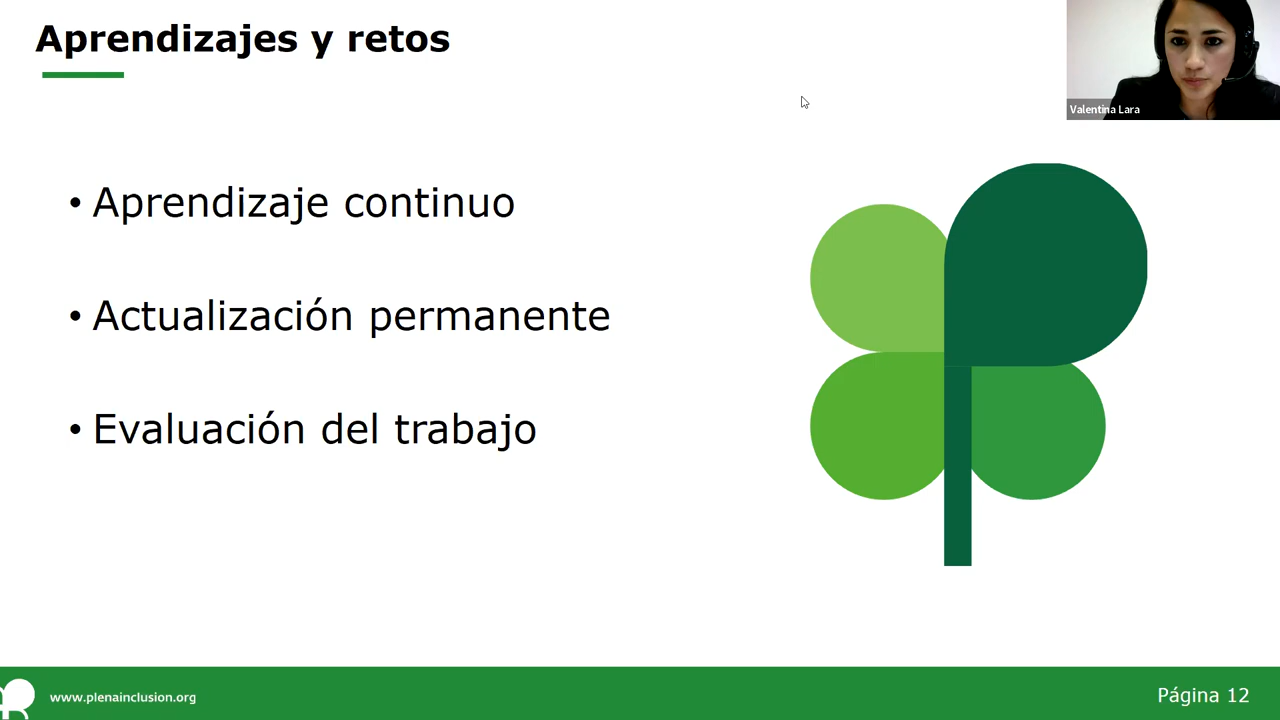 Aprendizajes y retos
Valentina Lara
• Aprendizaje continuo
• Actualización permanente
• Evaluación del trabajo
www.plenainclusion.org
Página 12